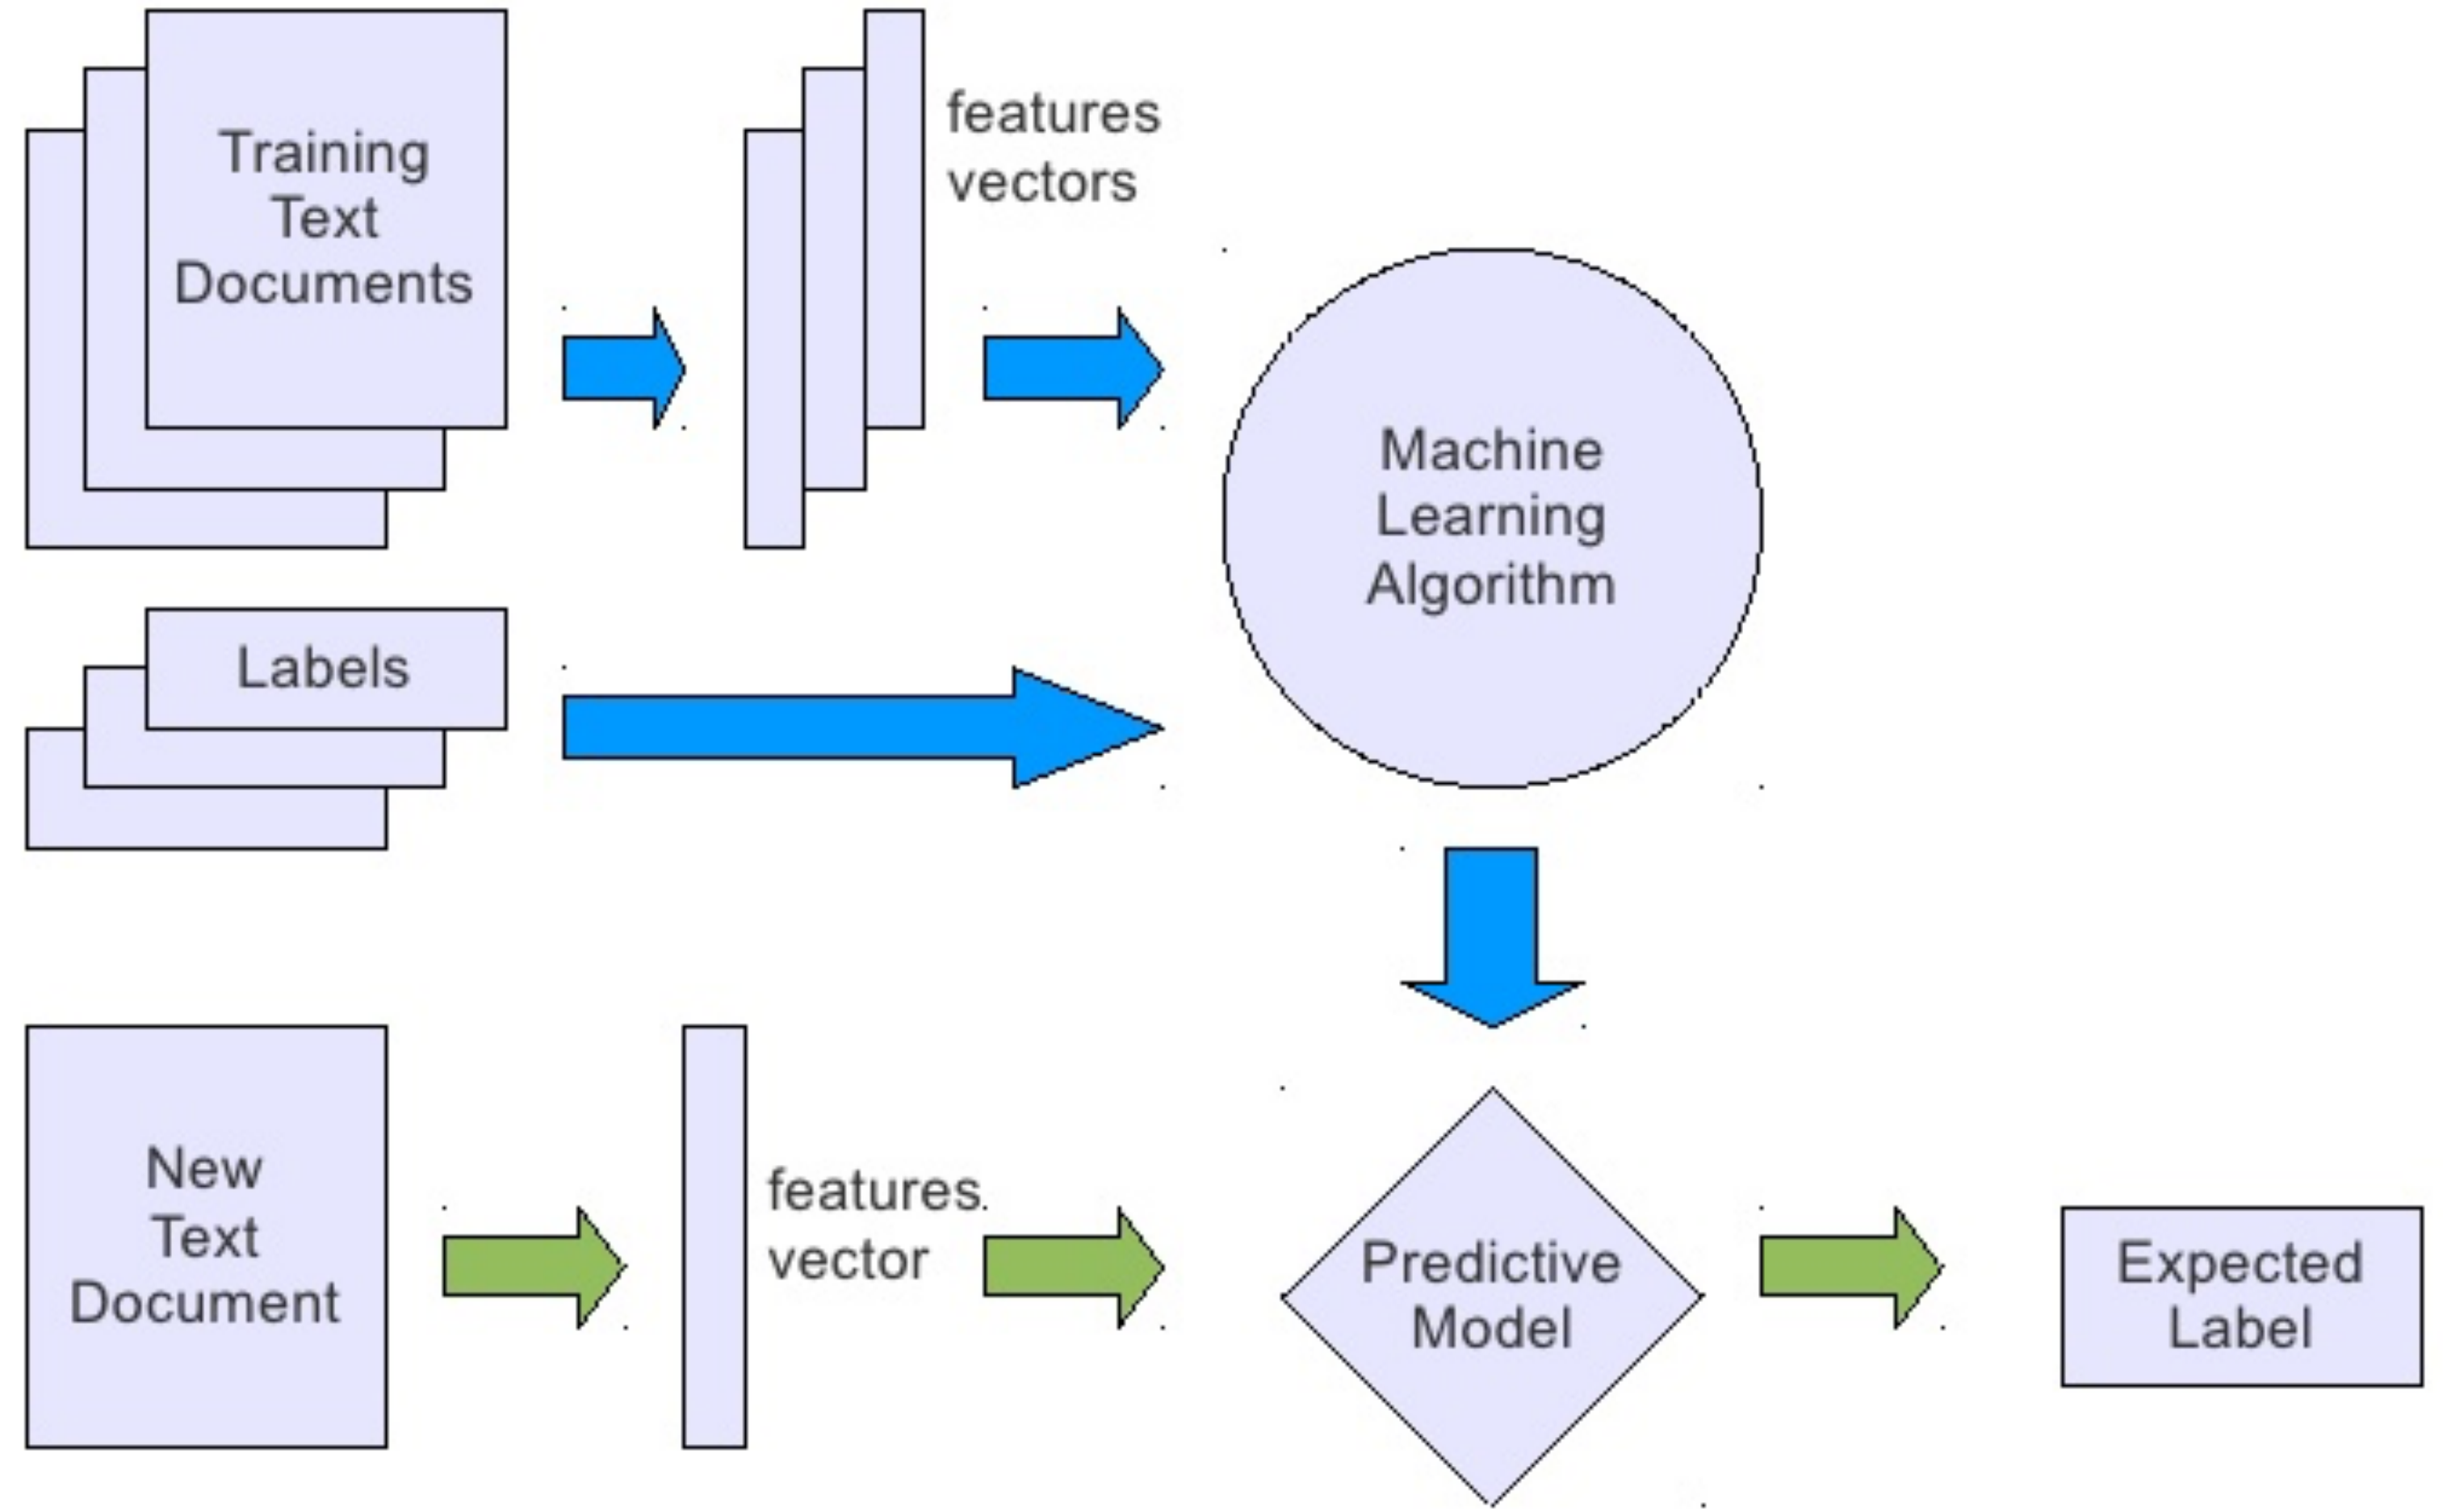 Training
Text
Documents
features
vectors
Machine
Learning
Algorithm
Labels
New
Text
Document
features
vector
Predictive
Model
Expected
Label